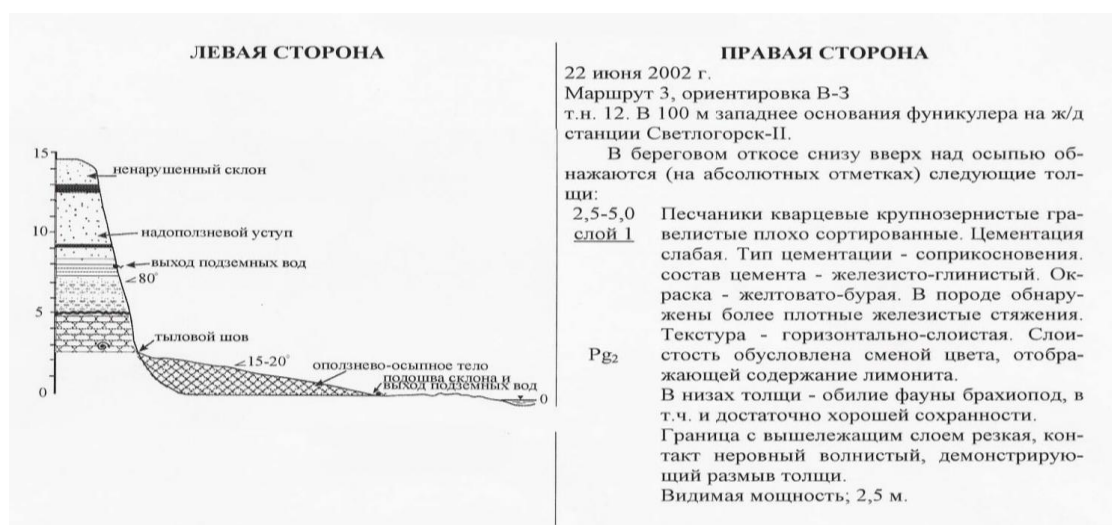 ЛЕВАЯ СТОРОНА
15
ненарушенный склон
10
надоползневой уступ
выход подземных вод
≤80°
5
тыловой шов
≤15-20°
оползнево-осыпное тело
подошва склона и
выход подземных вод
0
0
ПРАВАЯ СТОРОНА
22 июня 2002 г.
Маршрут 3, ориентировка В-З
т.н. 12. В 100 м западнее основания фуникулера на ж/д
станции Светлогорск-II.
В береговом откосе снизу вверх над осыпью об-
нажаются (на абсолютных отметках) следующие тол-
щи:
2,5-5,0 Песчаники кварцевые крупнозернистые гра-
слой 1 велистые плохо сортированные. Цементация
слабая. Тип цементации - соприкосновения.
состав цемента - железисто-глинистый. Ок-
раска - желтовато-бурая. В породе обнару-
жены более плотные железистые стяжения.
Текстура - горизонтально-слоистая. Слои-
Pg₂ стость обусловлена сменой цвета, отобра-
жающей содержание лимонита.
В низах толщи - обилие фауны брахиопод, в
т.ч. и достаточно хорошей сохранности.
Граница с вышележащим слоем резкая, кон-
такт неровный волнистый, демонстрирую-
щий размыв толщи.
Видимая мощность; 2,5 м.